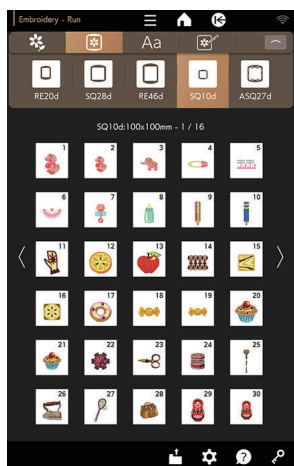 Embroidery - Run
Aa
RE20d SQ28d RE46d SQ10d ASQ27d
SQ10d:100x100mm - 1 / 16
1 2 3 4 5
6 7 8 9 10
11 12 13 14 15
16 17 18 19 20
21 22 23 24 25
26 27 28 29 30
?